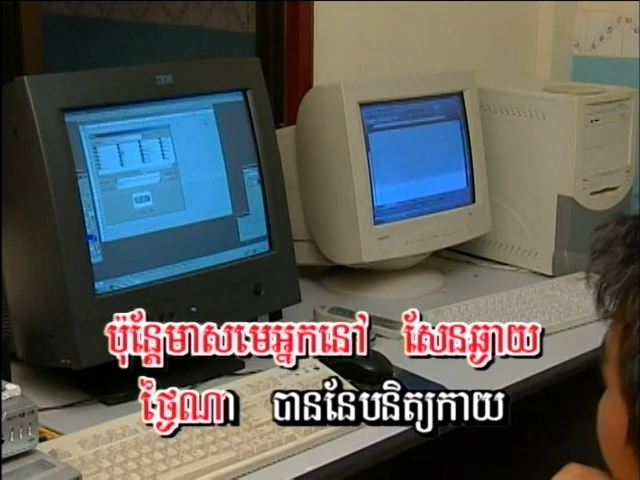 IBM
ប៉ុន្តែមាសមេអ្នកនៅ សែនឆ្ងាយ
ថ្ងៃណា បាននែបនិត្យកាយ